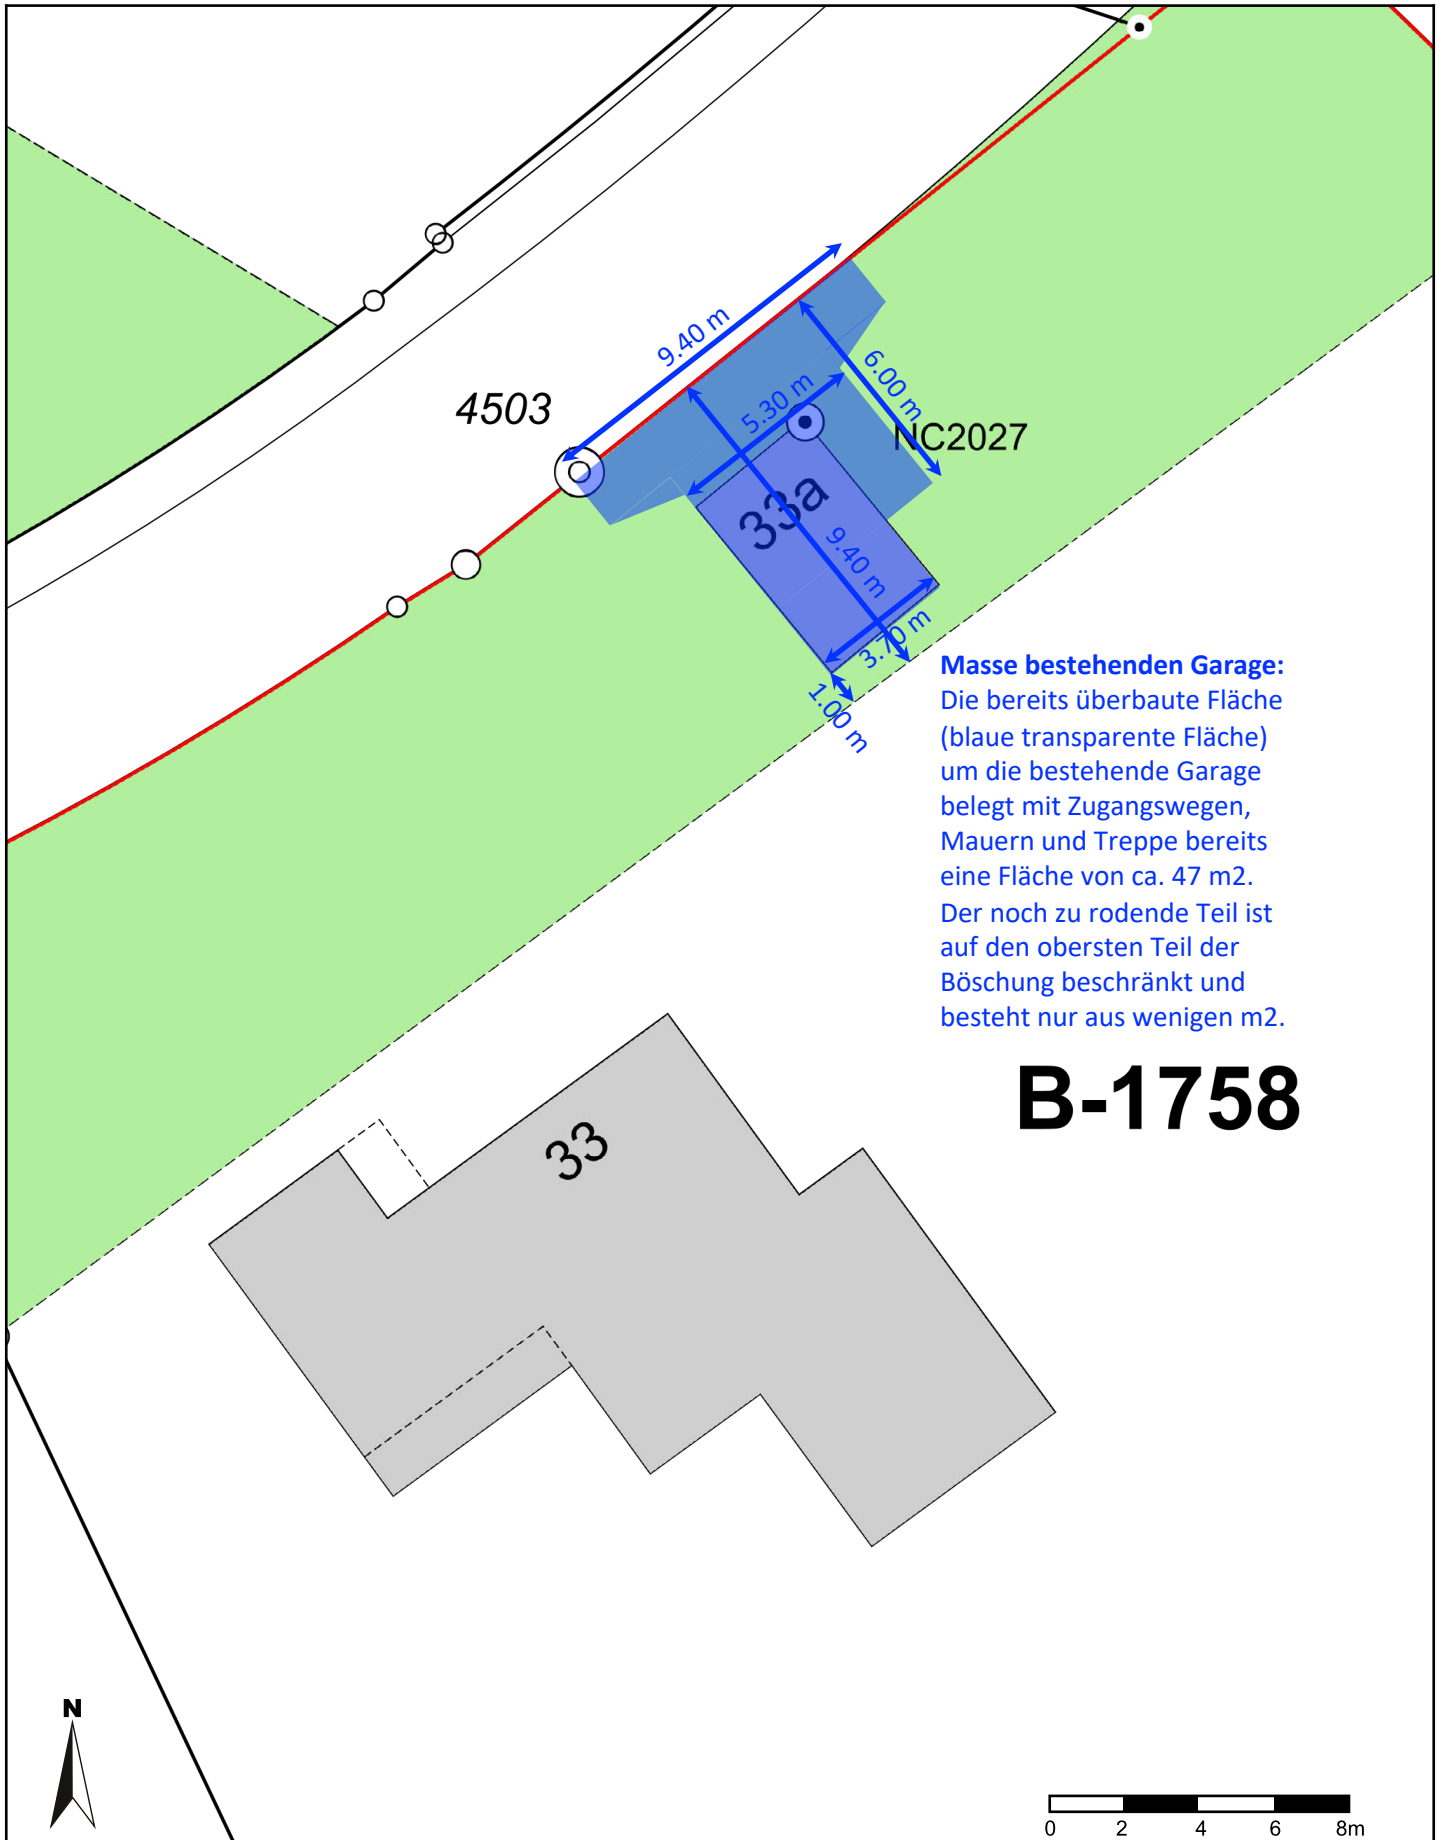 9.40 m
4503
6.00 m
5.30 m
NC2027
33a
9.40 m
3.70 m
1.00 m
Masse bestehenden Garage:
Die bereits überbaute Fläche
(blaue transparente Fläche)
um die bestehende Garage
belegt mit Zugangswegen,
Mauern und Treppe bereits
eine Fläche von ca. 47 m2.
Der noch zu rodende Teil ist
auf den obersten Teil der
Böschung beschränkt und
besteht nur aus wenigen m2.
B-1758
33
N
0 2 4 6 8m